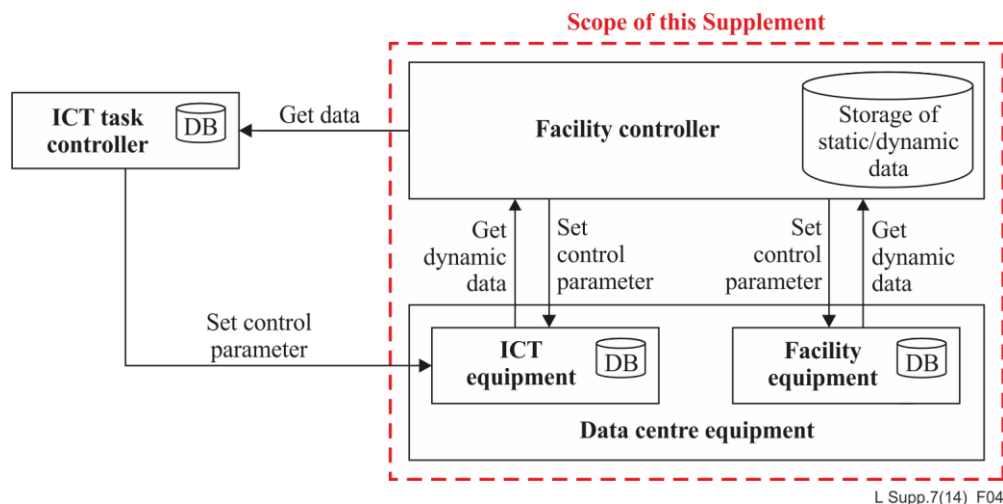 Scope of this Supplement
ICT task
controller
DB
Get data
Facility controller
Storage of
static/dynamic
data
Get
dynamic
data
Set
control
parameter
Set
control
parameter
Get
dynamic
data
Set control
parameter
ICT
equipment
DB
Facility
equipment
DB
Data centre equipment
L Supp.7(14)_F04